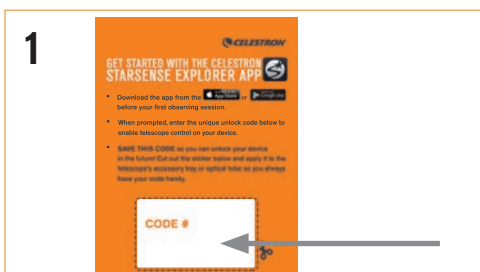 1
CELESTRON
GET STARTED WITH THE CELESTRON
STARSENSE EXPLORER APP
• Download the app from the App Store or Google play
before your first observing session.
• When prompted, enter the unique unlock code below to
enable telescope control on your device.
• SAVE THIS CODE so you can unlock your device
in the future! Cut out the sticker below and apply it to the
telescope's accessory tray or optical tube so you always
have your code handy.
CODE #